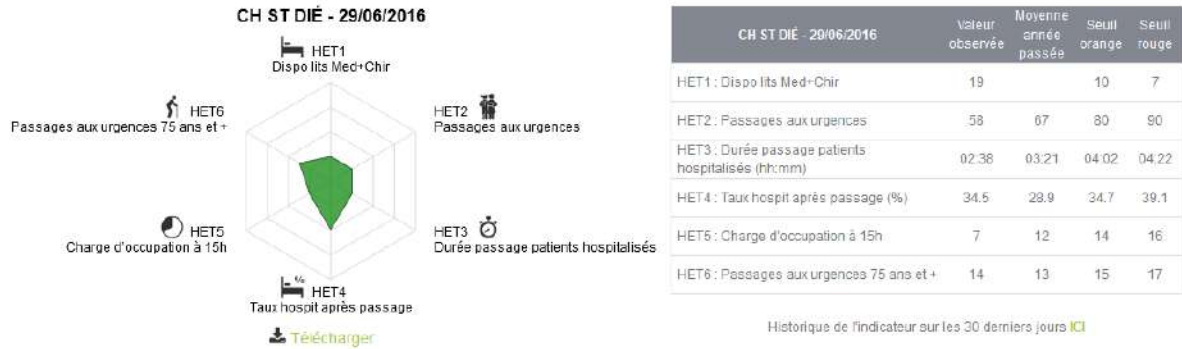 CH ST DIÉ - 29/06/2016
HET1
Dispo lits Med+Chir
HET2
Passages aux urgences
HET3
Durée passage patients hospitalisés
HET4
Taux hospit après passage
HET5
Charge d'occupation à 15h
HET6
Passages aux urgences 75 ans et +
Télécharger
CH ST DIÉ - 29/06/2016 Valeur observée Moyenne année passée Seuil orange Seuil rouge
HET1 : Dispo lits Med+Chir 19 10 7
HET2 : Passages aux urgences 58 67 80 90
HET3 : Durée passage patients
hospitalisés (hh:mm) 02:38 03:21 04:02 04:22
HET4 : Taux hospit après passage (%) 34.5 28.9 34.7 39.1
HET5 : Charge d'occupation à 15h 7 12 14 16
HET6 : Passages aux urgences 75 ans et + 14 13 15 17
Historique de l'indicateur sur les 30 derniers jours ICI